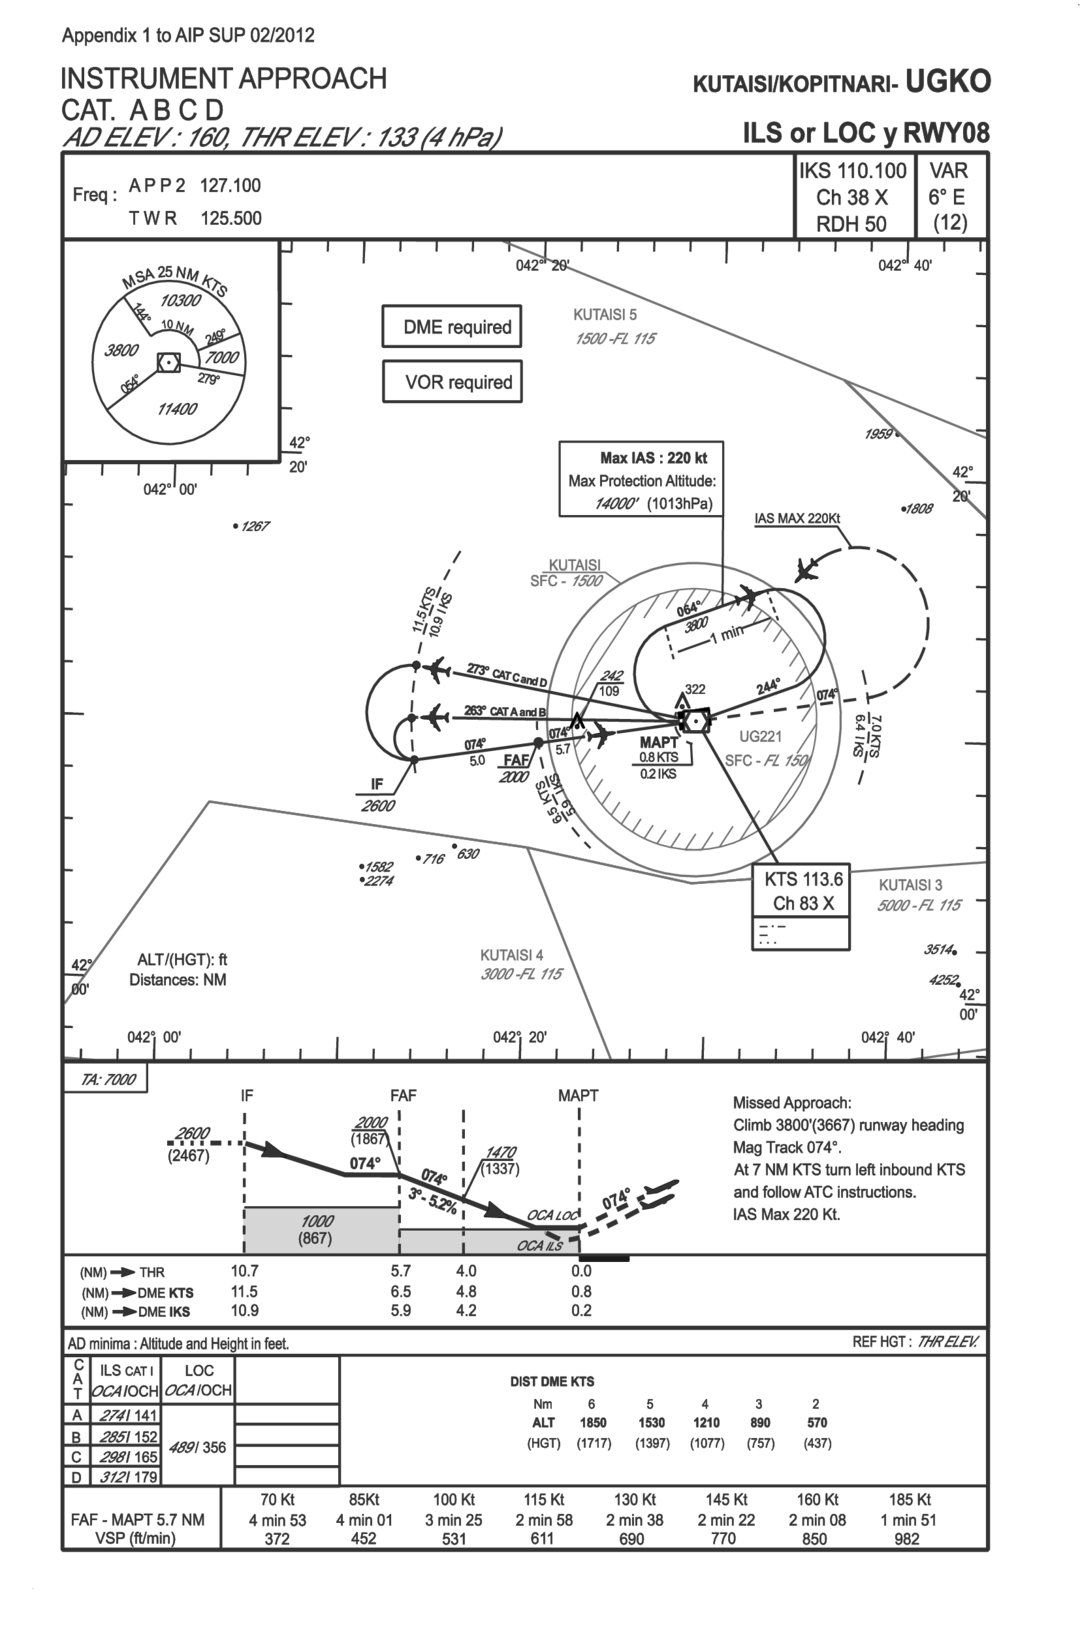 Appendix 1 to AIP SUP 02/2012
INSTRUMENT APPROACH
CAT. A B C D
AD ELEV : 160, THR ELEV : 133 (4 hPa)
KUTAISI/KOPITNARI- UGKO
ILS or LOC y RWY08
Freq : APP2 127.100
TWR 125.500
IKS 110.100
Ch 38 X
RDH 50
VAR
6° E
(12)
MSA 25 NM KTS
10300
144°
10 NM
249°
3800
7000
054°
279°
11400
042° 20'
042° 40'
DME required
VOR required
KUTAISI 5
1500 -FL 115
42°
20'
042° 00'
1267
1959
42°
20'
1808
Max IAS : 220 kt
Max Protection Altitude:
14000' (1013hPa)
IAS MAX 220Kt
KUTAISI
SFC - 1500
11.5 KTS
10.9 IKS
064°
3800
1 min
273° CAT C and D
242
109
322
244°
074°
263° CAT A and B
074°
5.0
074°
5.7
FAF
2000
MAPT
0.8 KTS
0.2 IKS
UG221
SFC - FL 150
7.0 KTS
6.4 IKS
IF
2600
6.5 KTS
5.9 IKS
1582
2274
716
630
KTS 113.6
Ch 83 X
KUTAISI 3
5000 -FL 115
KUTAISI 4
3000 -FL 115
3514
4252
ALT/(HGT): ft
Distances: NM
42°
00'
42°
00'
042° 00'
042° 20'
042° 40'
TA: 7000
IF
FAF
MAPT
2600
(2467)
2000
(1867)
074°
1470
(1337)
074°
3°- 5.2%
1000
(867)
OCA LOC
OCA ILS
074°
Missed Approach:
Climb 3800'(3667) runway heading
Mag Track 074°.
At 7 NM KTS turn left inbound KTS
and follow ATC instructions.
IAS Max 220 Kt.
(NM) THR 10.7 5.7 4.0 0.0
(NM) DME KTS 11.5 6.5 4.8 0.8
(NM) DME IKS 10.9 5.9 4.2 0.2
AD minima : Altitude and Height in feet.
REF HGT : THR ELEV.
CAT
ILS CAT I
OCA/OCH
LOC
OCA/OCH
A 274/ 141
B 285/ 152
C 298/ 165
D 312/ 179
489/ 356
DIST DME KTS
Nm 6 5 4 3 2
ALT 1850 1530 1210 890 570
(HGT) (1717) (1397) (1077) (757) (437)
70 Kt 85Kt 100 Kt 115 Kt 130 Kt 145 Kt 160 Kt 185 Kt
FAF - MAPT 5.7 NM 4 min 53 4 min 01 3 min 25 2 min 58 2 min 38 2 min 22 2 min 08 1 min 51
VSP (ft/min) 372 452 531 611 690 770 850 982